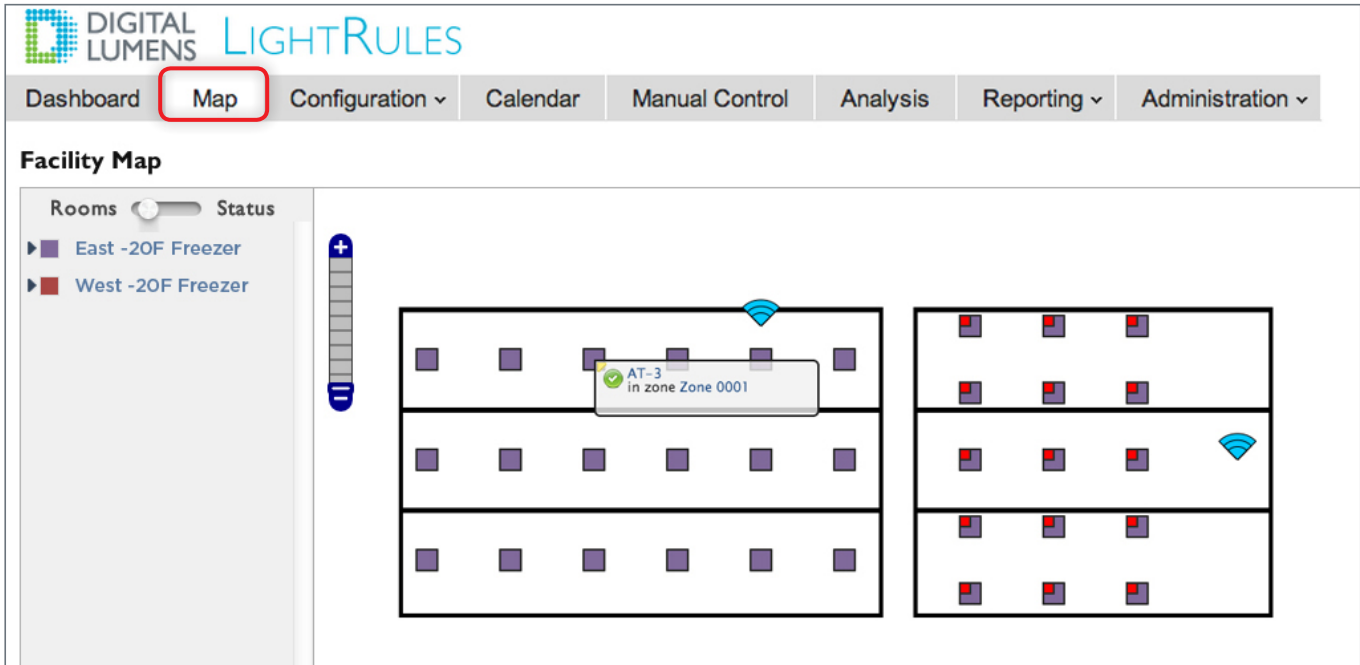 DIGITAL
LUMENS
LIGHTRULES
Dashboard Map Configuration Calendar Manual Control Analysis Reporting Administration
Facility Map
Rooms Status
East -20F Freezer
West -20F Freezer
AT-3
in zone Zone 0001